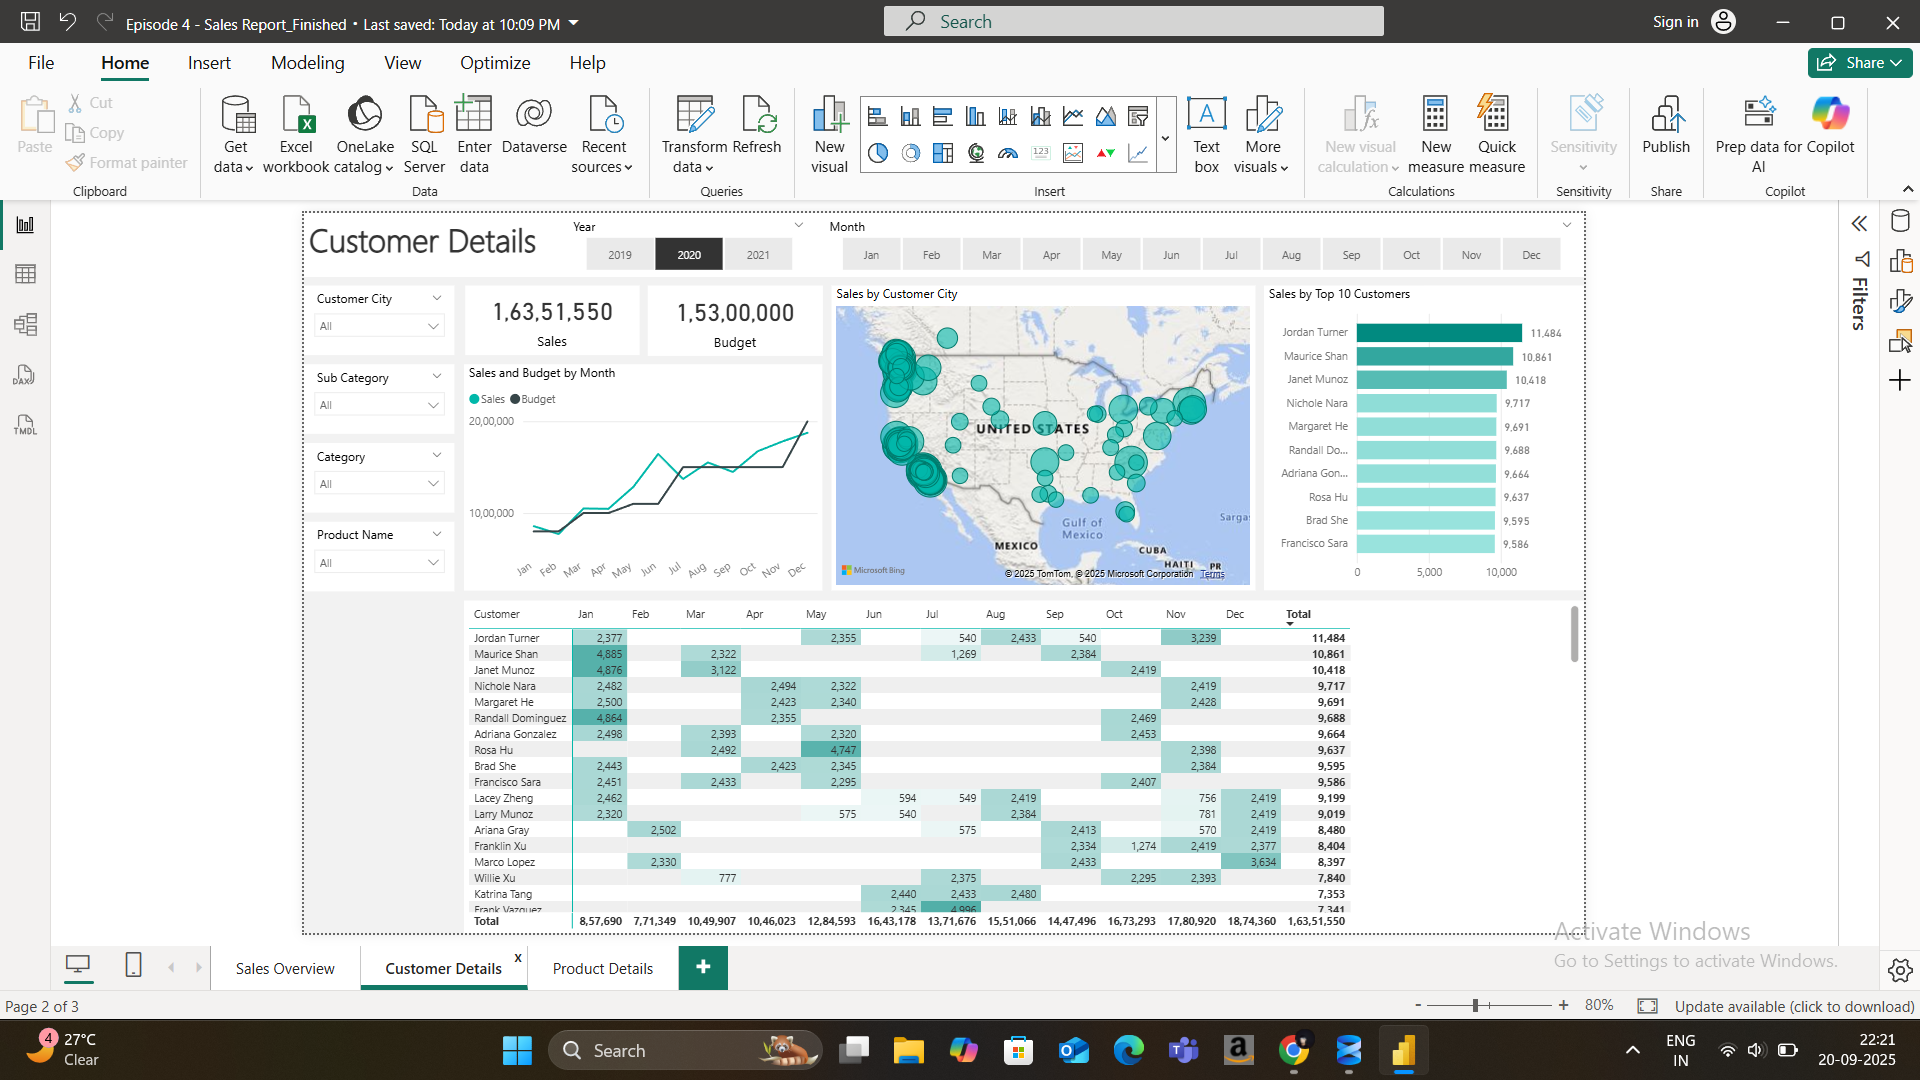 Episode 4 - Sales Report_Finished • Last saved: Today at 10:09 PM
Search
Sign in
File Home Insert Modeling View Optimize Help
Share
Paste
Cut
Copy
Format painter
Clipboard
Get data
Excel workbook
OneLake catalog
SQL Server
Enter data
Dataverse
Recent sources
Data
Transform data
Refresh
Queries
New visual
Text box
More visuals
Insert
New visual calculation
New measure
Quick measure
Calculations
Sensitivity
Sensitivity
Publish
Share
Prep data for AI
Copilot
Copilot
Customer Details
Year
2019 2020 2021
Month
Jan Feb Mar Apr May Jun Jul Aug Sep Oct Nov Dec
Customer City
All
Sub Category
All
Category
All
Product Name
All
1,63,51,550
Sales
1,53,00,000
Budget
Sales and Budget by Month
Sales Budget
20,00,000
10,00,000
Jan Feb Mar Apr May Jun Jul Aug Sep Oct Nov Dec
Sales by Customer City
UNITED STATES
Gulf of Mexico
MEXICO
CUBA
HAITI
PR
Sarga
Microsoft Bing
© 2025 TomTom, © 2025 Microsoft Corporation Terms
Sales by Top 10 Customers
Jordan Turner 11,484
Maurice Shan 10,861
Janet Munoz 10,418
Nichole Nara 9,717
Margaret He 9,691
Randall Do... 9,688
Adriana Gon... 9,664
Rosa Hu 9,637
Brad She 9,595
Francisco Sara 9,586
0 5,000 10,000
Customer Jan Feb Mar Apr May Jun Jul Aug Sep Oct Nov Dec Total
Jordan Turner 2,377 2,355 540 2,433 540 3,239 11,484
Maurice Shan 4,885 2,322 1,269 2,384 10,861
Janet Munoz 4,876 3,122 2,419 10,418
Nichole Nara 2,482 2,494 2,322 2,419 9,717
Margaret He 2,500 2,423 2,340 2,428 9,691
Randall Dominguez 4,864 2,355 2,469 9,688
Adriana Gonzalez 2,498 2,393 2,320 2,453 9,664
Rosa Hu 2,492 4,747 2,398 9,637
Brad She 2,443 2,423 2,345 2,384 9,595
Francisco Sara 2,451 2,433 2,295 2,407 9,586
Lacey Zheng 2,462 594 549 2,419 756 2,419 9,199
Larry Munoz 2,320 575 540 2,384 781 2,419 9,019
Ariana Gray 2,502 575 2,413 570 2,419 8,480
Franklin Xu 2,334 1,274 2,419 2,377 8,404
Marco Lopez 2,330 2,433 3,634 8,397
Willie Xu 777 2,375 2,295 2,393 7,840
Katrina Tang 2,440 2,433 2,480 7,353
Frank Vazquez 2,345 4,996 7,341
Total 8,57,690 7,71,349 10,49,907 10,46,023 12,84,593 16,43,178 13,71,676 15,51,066 14,47,496 16,73,293 17,80,920 18,74,360 1,63,51,550
Filters
DAX
TMDL
Activate Windows
Go to Settings to activate Windows.
Sales Overview
Customer Details x
Product Details
+
Page 2 of 3
- + 80%
Update available (click to download)
4
27°C
Clear
Search
ENG
IN
22:21
20-09-2025